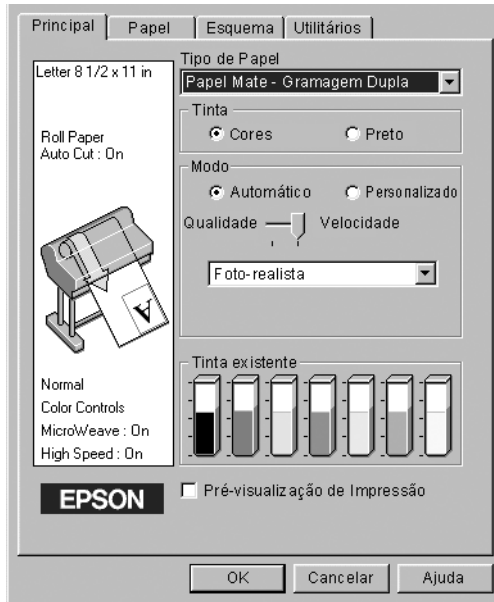 Principal
Papel
Esquema
Utilitários
Letter 8 1/2 x 11 in
Roll Paper
Auto Cut : On
A
Normal
Color Controls
MicroWeave : On
High Speed : On
EPSON
Tipo de Papel
Papel Mate - Gramagem Dupla
Tinta
Cores
Preto
Modo
Automático
Personalizado
Qualidade
Velocidade
Foto-realista
Tinta existente
Pré-visualização de Impressão
OK
Cancelar
Ajuda